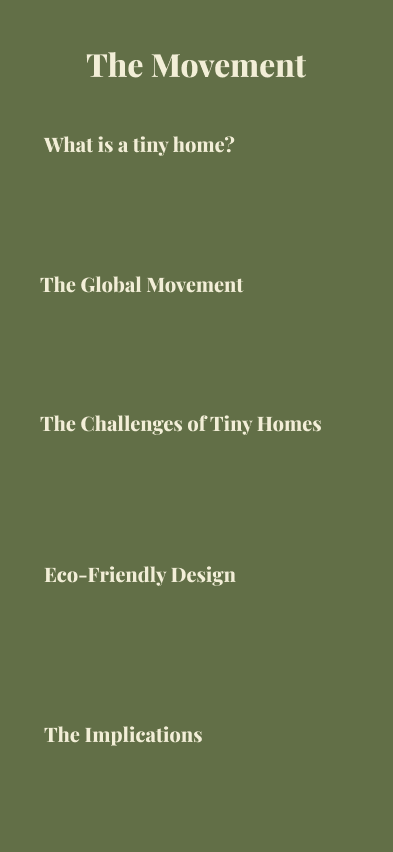 The Movement
What is a tiny home?
The Global Movement
The Challenges of Tiny Homes
Eco-Friendly Design
The Implications